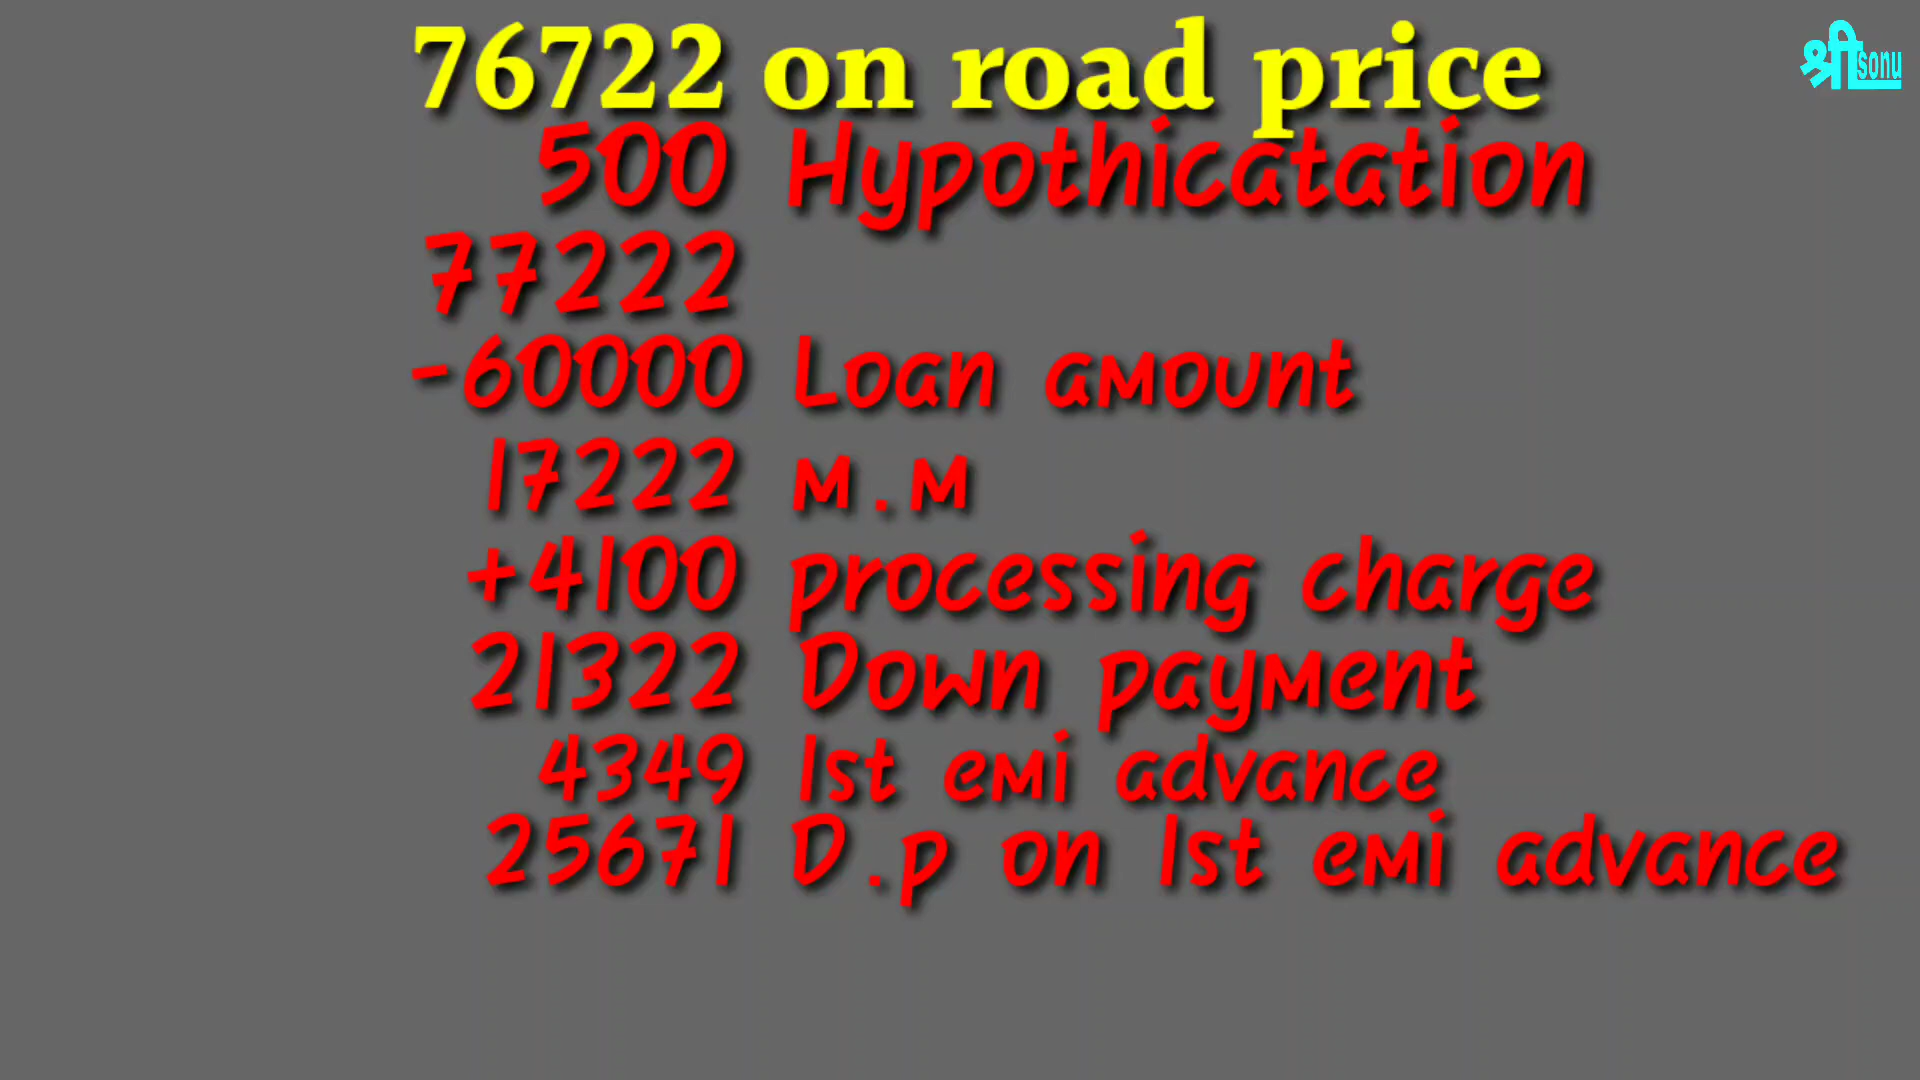 76722 on road price
श्री sonu
500 Hypothicatation
77222
-60000 Loan amount
17222 M.M
+4100 processing charge
21322 Down payment
4349 1st emi advance
25671 D.p on 1st emi advance